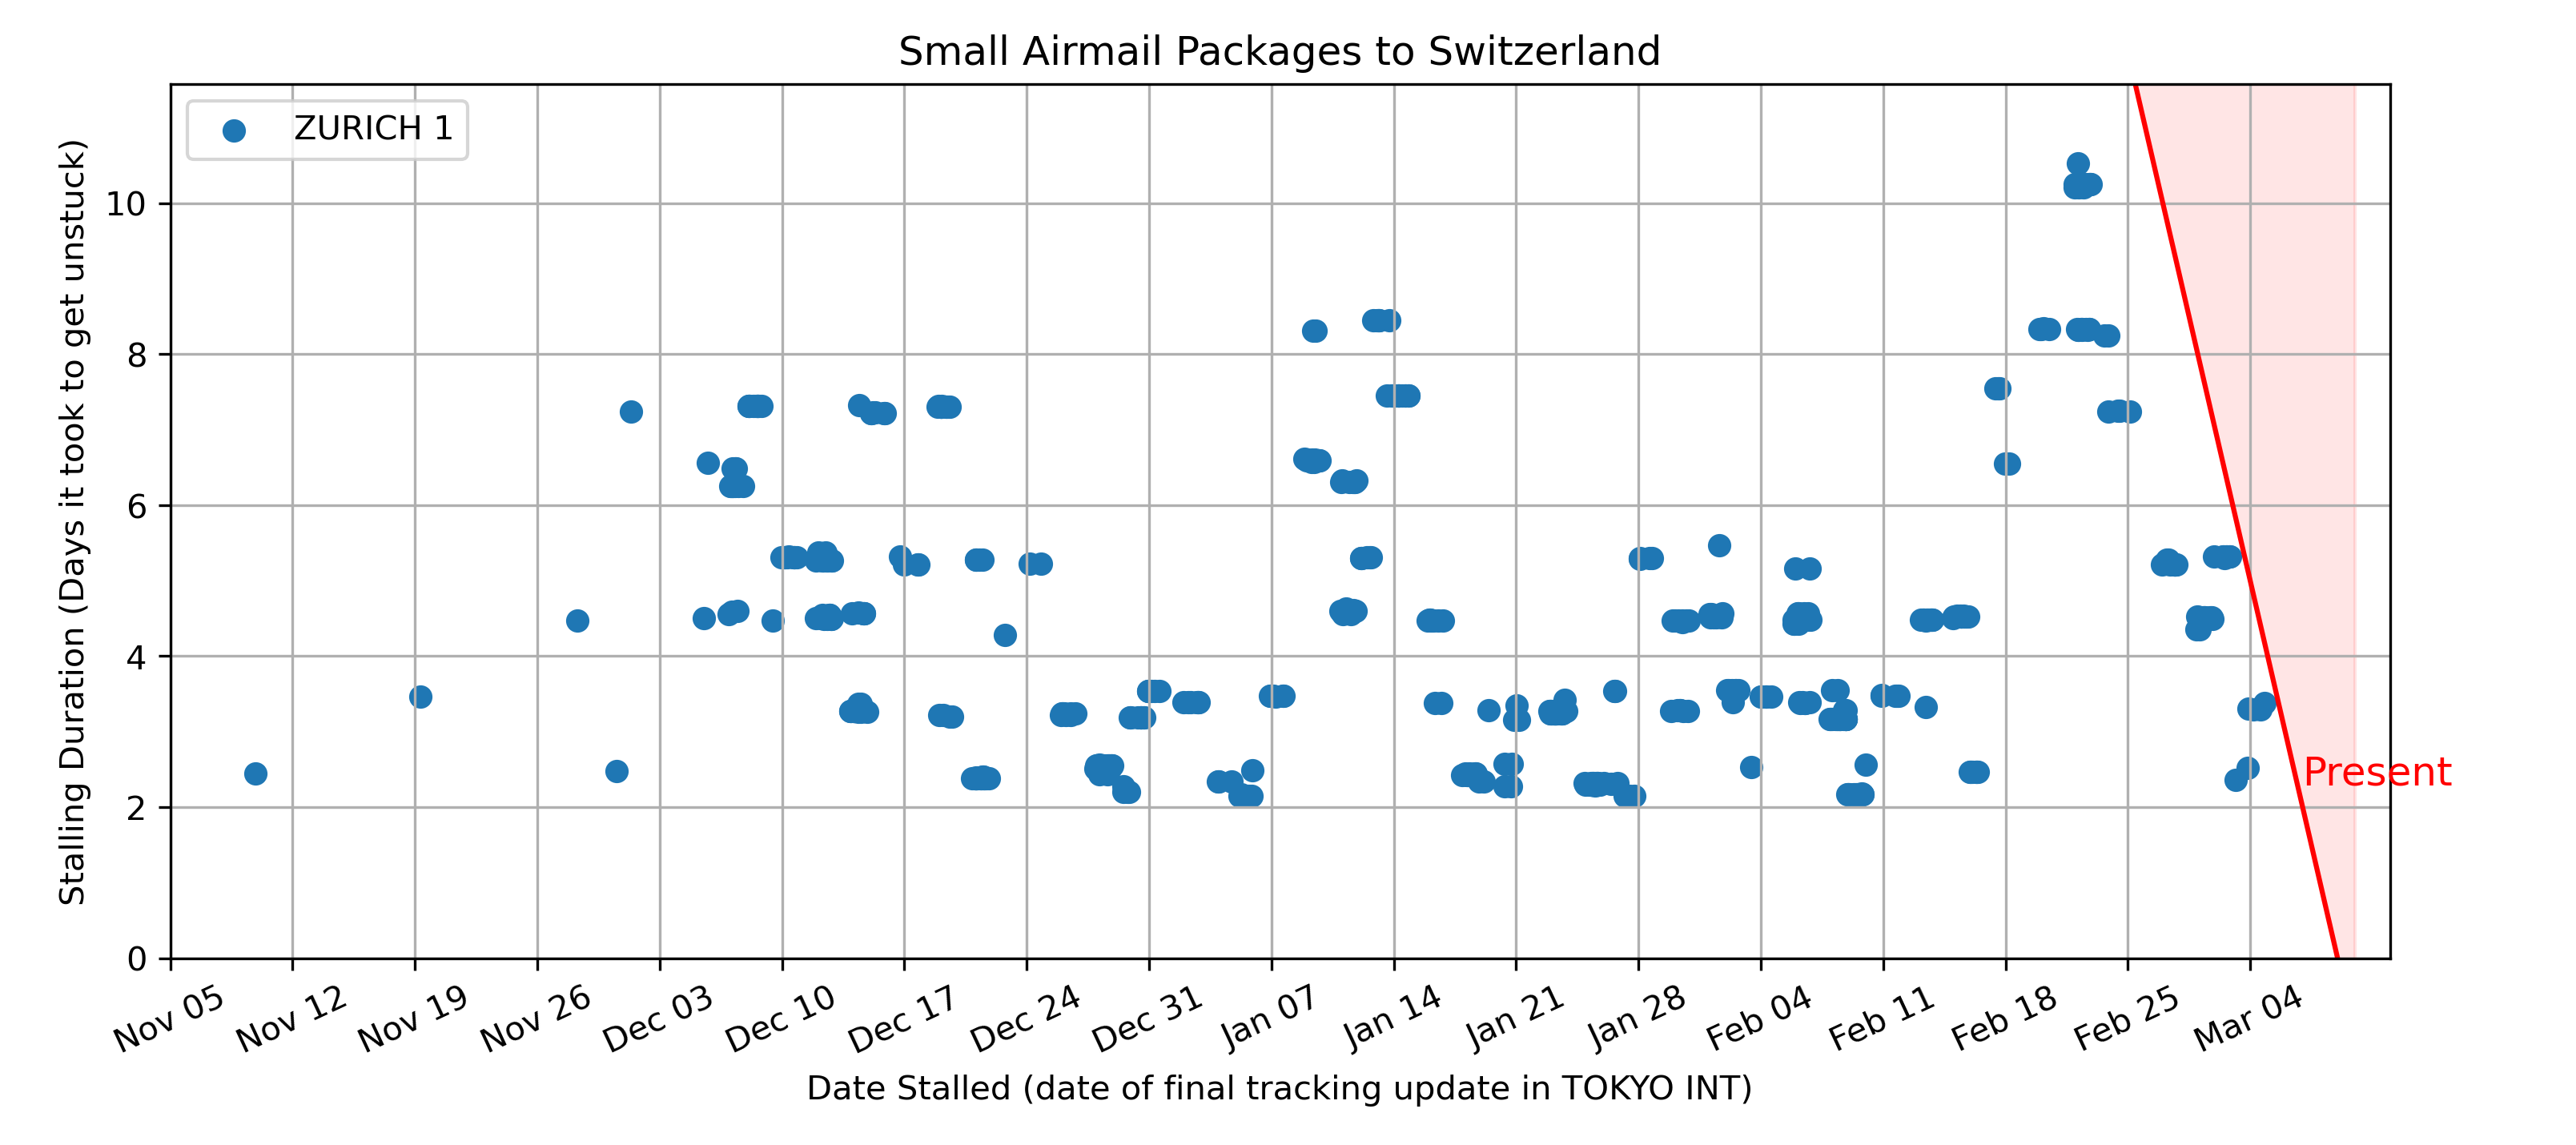 Small Airmail Packages to Switzerland
ZURICH 1
Stalling Duration (Days it took to get unstuck)
10
8
6
4
2
0
Present
Nov 05 Nov 12 Nov 19 Nov 26 Dec 03 Dec 10 Dec 17 Dec 24 Dec 31 Jan 07 Jan 14 Jan 21 Jan 28 Feb 04 Feb 11 Feb 18 Feb 25 Mar 04
Date Stalled (date of final tracking update in TOKYO INT)